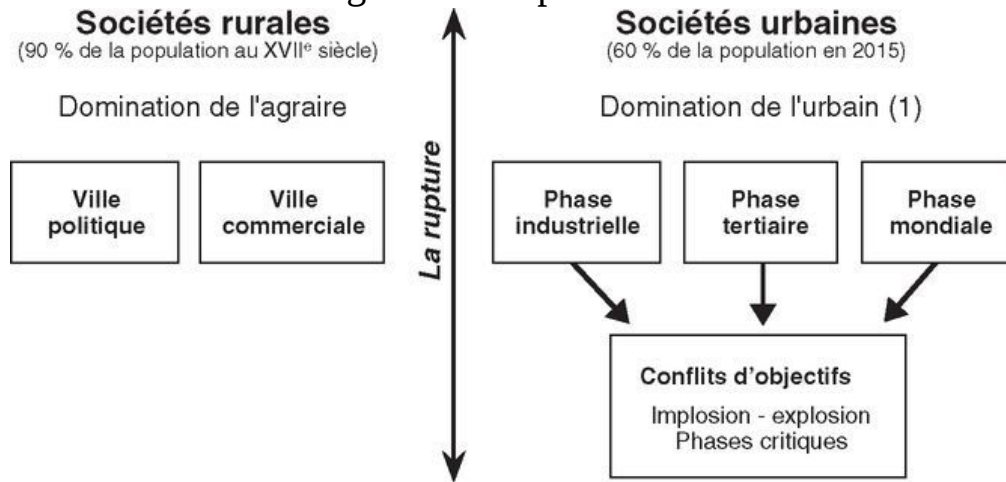 Sociétés rurales
(90 % de la population au XVIIᵉ siècle)
Domination de l'agraire
Ville
politique
Ville
commerciale
La rupture
Sociétés urbaines
(60 % de la population en 2015)
Domination de l'urbain (1)
Phase
industrielle
Phase
tertiaire
Phase
mondiale
Conflits d’objectifs
Implosion - explosion
Phases critiques